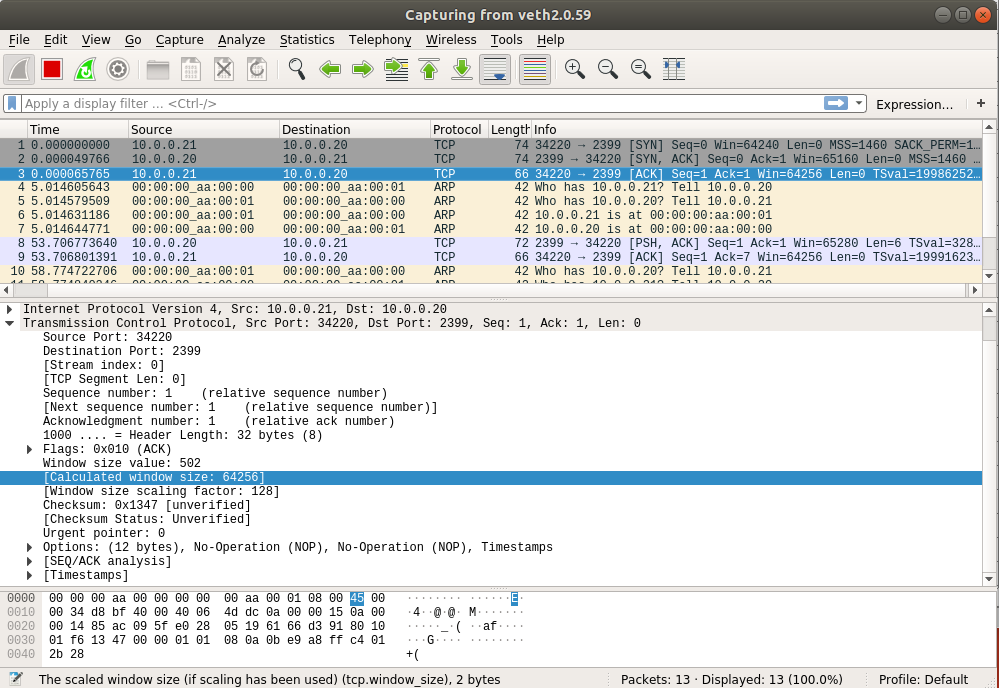 Capturing from veth2.0.59
File Edit View Go Capture Analyze Statistics Telephony Wireless Tools Help
Apply a display filter ... <Ctrl-/> Expression... +
Time Source Destination Protocol Length Info
1 0.000000000 10.0.0.21 10.0.0.20 TCP 74 34220 → 2399 [SYN] Seq=0 Win=64240 Len=0 MSS=1460 SACK_PERM=1...
2 0.000049766 10.0.0.20 10.0.0.21 TCP 74 2399 → 34220 [SYN, ACK] Seq=0 Ack=1 Win=65160 Len=0 MSS=1460 ...
3 0.000065765 10.0.0.21 10.0.0.20 TCP 66 34220 → 2399 [ACK] Seq=1 Ack=1 Win=64256 Len=0 TSval=19986252...
4 5.014605643 00:00:00_aa:00:00 00:00:00_aa:00:01 ARP 42 Who has 10.0.0.21? Tell 10.0.0.20
5 5.014579509 00:00:00_aa:00:01 00:00:00_aa:00:00 ARP 42 Who has 10.0.0.20? Tell 10.0.0.21
6 5.014631186 00:00:00_aa:00:01 00:00:00_aa:00:00 ARP 42 10.0.0.21 is at 00:00:00:aa:00:01
7 5.014644771 00:00:00_aa:00:00 00:00:00_aa:00:01 ARP 42 10.0.0.20 is at 00:00:00:aa:00:00
8 53.706773640 10.0.0.20 10.0.0.21 TCP 72 2399 → 34220 [PSH, ACK] Seq=1 Ack=1 Win=65280 Len=6 TSval=328...
9 53.706801391 10.0.0.21 10.0.0.20 TCP 66 34220 → 2399 [ACK] Seq=1 Ack=7 Win=64256 Len=0 TSval=19991623...
10 58.774722706 00:00:00_aa:00:01 00:00:00_aa:00:00 ARP 42 Who has 10.0.0.20? Tell 10.0.0.21
Internet Protocol Version 4, Src: 10.0.0.21, Dst: 10.0.0.20
Transmission Control Protocol, Src Port: 34220, Dst Port: 2399, Seq: 1, Ack: 1, Len: 0
Source Port: 34220
Destination Port: 2399
[Stream index: 0]
[TCP Segment Len: 0]
Sequence number: 1 (relative sequence number)
[Next sequence number: 1 (relative sequence number)]
Acknowledgment number: 1 (relative ack number)
1000 .... = Header Length: 32 bytes (8)
Flags: 0x010 (ACK)
Window size value: 502
[Calculated window size: 64256]
[Window size scaling factor: 128]
Checksum: 0x1347 [unverified]
[Checksum Status: Unverified]
Urgent pointer: 0
Options: (12 bytes), No-Operation (NOP), No-Operation (NOP), Timestamps
[SEQ/ACK analysis]
[Timestamps]
0000 00 00 00 aa 00 00 00 00 00 aa 00 01 08 00 45 00 ········ ······E·
0010 00 34 d8 bf 40 00 40 06 4d dc 0a 00 00 15 0a 00 ·4··@·@· M·······
0020 00 14 85 ac 09 5f e0 28 05 19 61 66 d3 91 80 10 ·····_·( ··af····
0030 01 f6 13 47 00 00 01 01 08 0a 0b e9 a8 ff c4 01 ···G···· ········
0040 2b 28 +(
The scaled window size (if scaling has been used) (tcp.window_size), 2 bytes Packets: 13 · Displayed: 13 (100.0%) Profile: Default